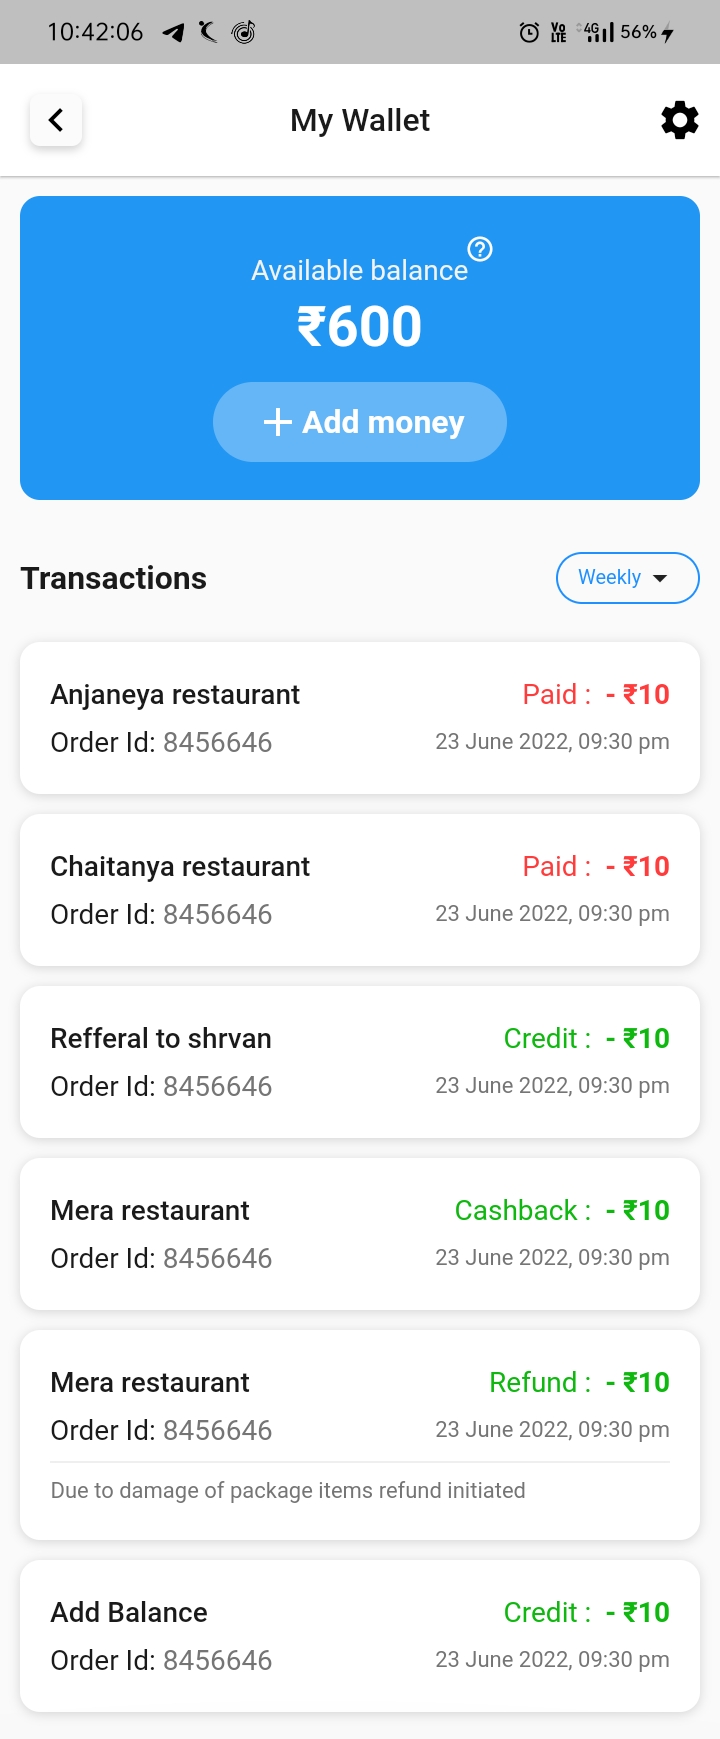 10:42:06 Vo LTE 4G 56%
My Wallet
Available balance ?
₹600
+ Add money
Transactions Weekly
Anjaneya restaurant Paid : - ₹10
Order Id: 8456646 23 June 2022, 09:30 pm
Chaitanya restaurant Paid : - ₹10
Order Id: 8456646 23 June 2022, 09:30 pm
Refferal to shrvan Credit : - ₹10
Order Id: 8456646 23 June 2022, 09:30 pm
Mera restaurant Cashback : - ₹10
Order Id: 8456646 23 June 2022, 09:30 pm
Mera restaurant Refund : - ₹10
Order Id: 8456646 23 June 2022, 09:30 pm
Due to damage of package items refund initiated
Add Balance Credit : - ₹10
Order Id: 8456646 23 June 2022, 09:30 pm